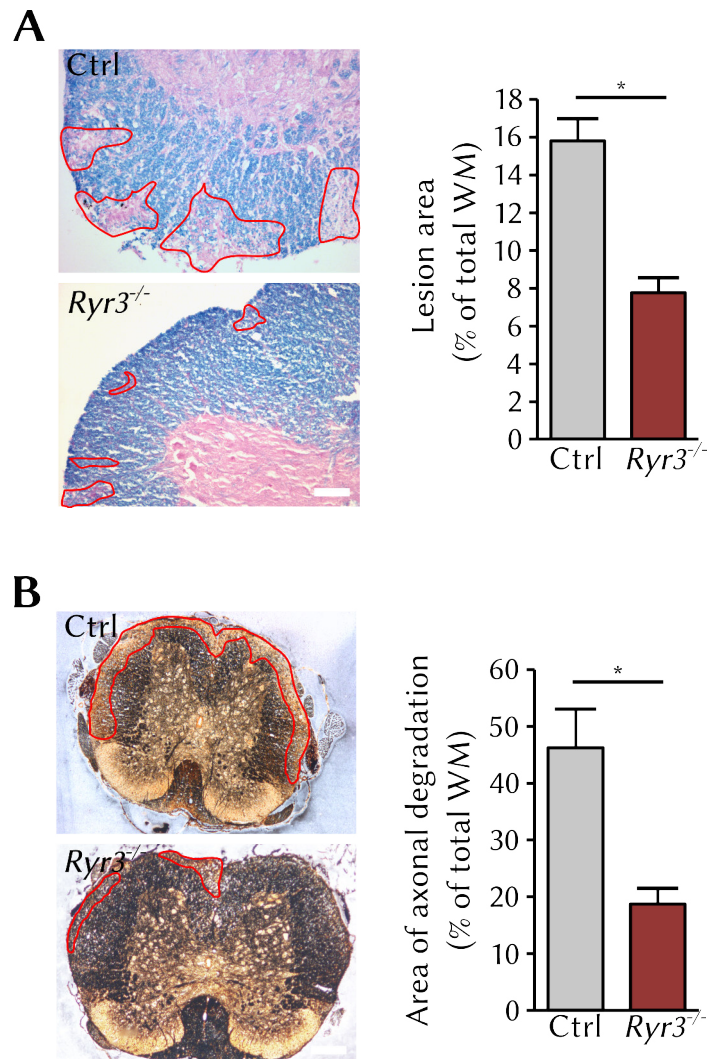 A
Ctrl
Ryr3-/-
Lesion area
(% of total WM)
18
16
14
12
10
8
6
4
2
0
*
Ctrl
Ryr3-/-
B
Ctrl
Ryr3-/-
Area of axonal degradation
(% of total WM)
60
50
40
30
20
10
0
*
Ctrl
Ryr3-/-